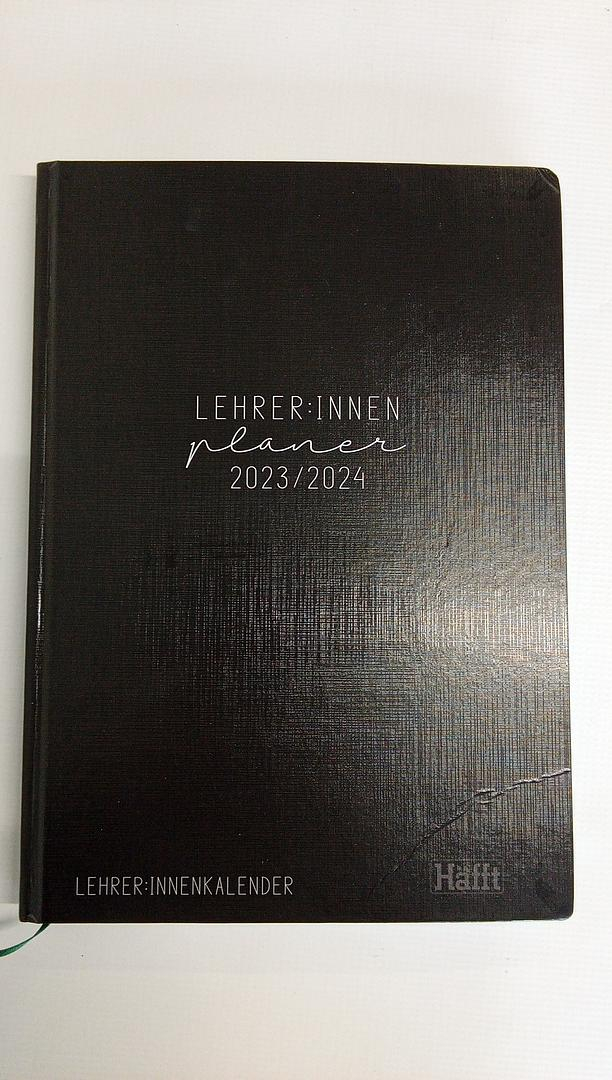 LEHRER:INNEN
planer
2023/2024
LEHRER:INNENKALENDER
Häfft